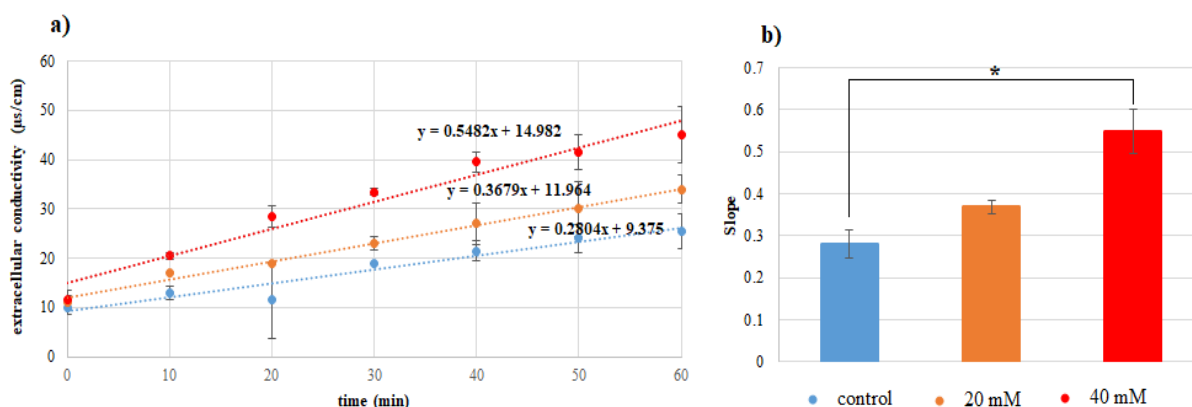 a)
60
50
40
30
20
10
0
extracellular conductivity (µs/cm)
y = 0.5482x + 14.982
y = 0.3679x + 11.964
y = 0.2804x + 9.375
0 10 20 30 40 50 60
time (min)
b)
0.7
0.6
0.5
0.4
0.3
0.2
0.1
0
Slope
*
control 20 mM 40 mM